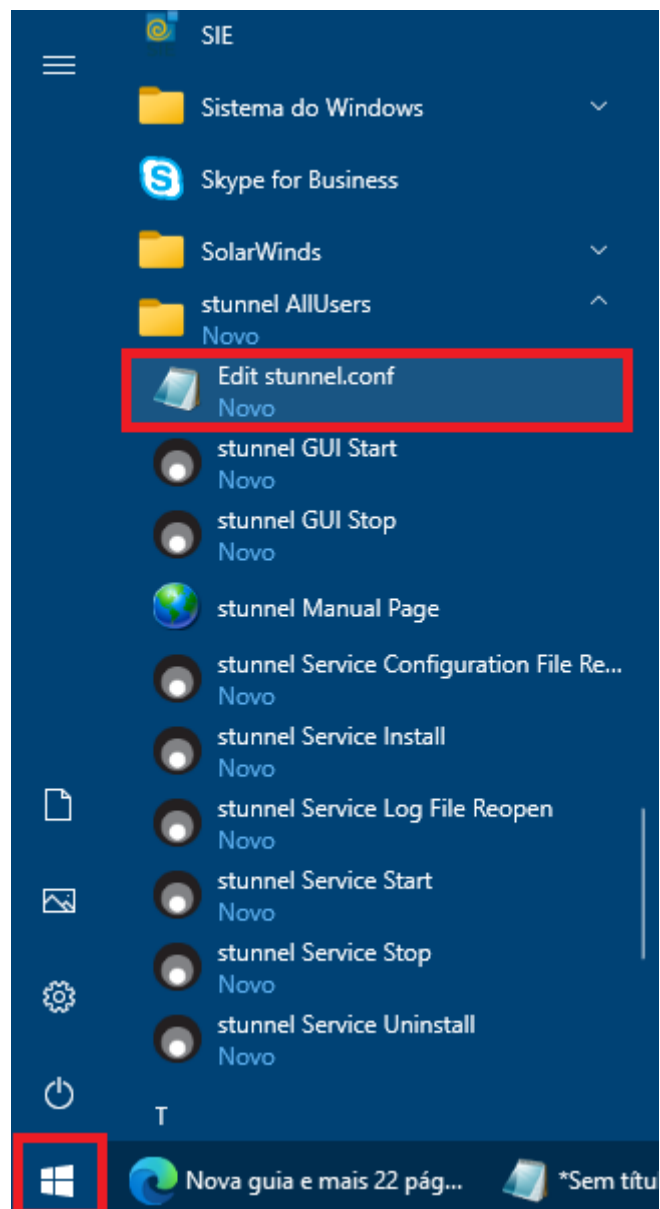 SIE
Sistema do Windows
Skype for Business
SolarWinds
stunnel AllUsers
Novo
Edit stunnel.conf
Novo
stunnel GUI Start
Novo
stunnel GUI Stop
Novo
stunnel Manual Page
stunnel Service Configuration File Re...
Novo
stunnel Service Install
Novo
stunnel Service Log File Reopen
Novo
stunnel Service Start
Novo
stunnel Service Stop
Novo
stunnel Service Uninstall
Novo
T
Nova guia e mais 22 pág... *Sem títu